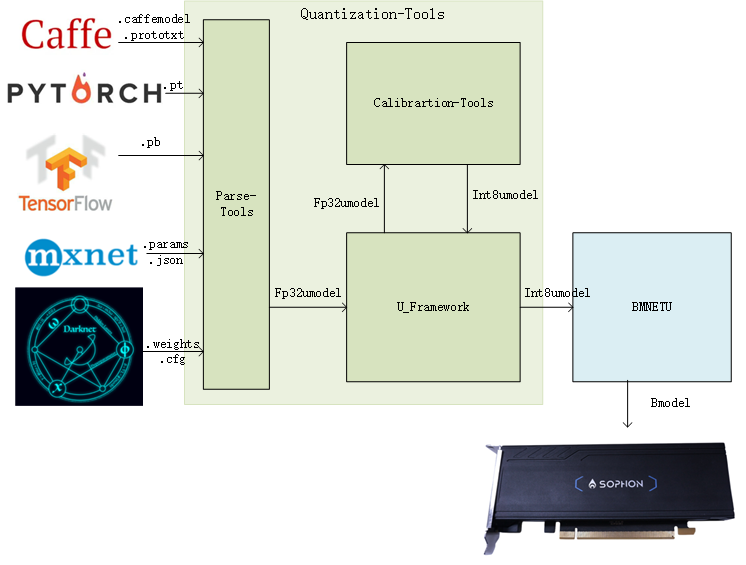 Quantization-Tools
Caffe
.caffemodel
.prototxt
PYTORCH
.pt
TensorFlow
.pb
mxnet
.params
.json
Darknet
.weights
.cfg
Parse-
Tools
Calibrartion-Tools
Fp32umodel
Int8umodel
Fp32umodel
U_Framework
Int8umodel
BMNETU
Bmodel
SOPHON